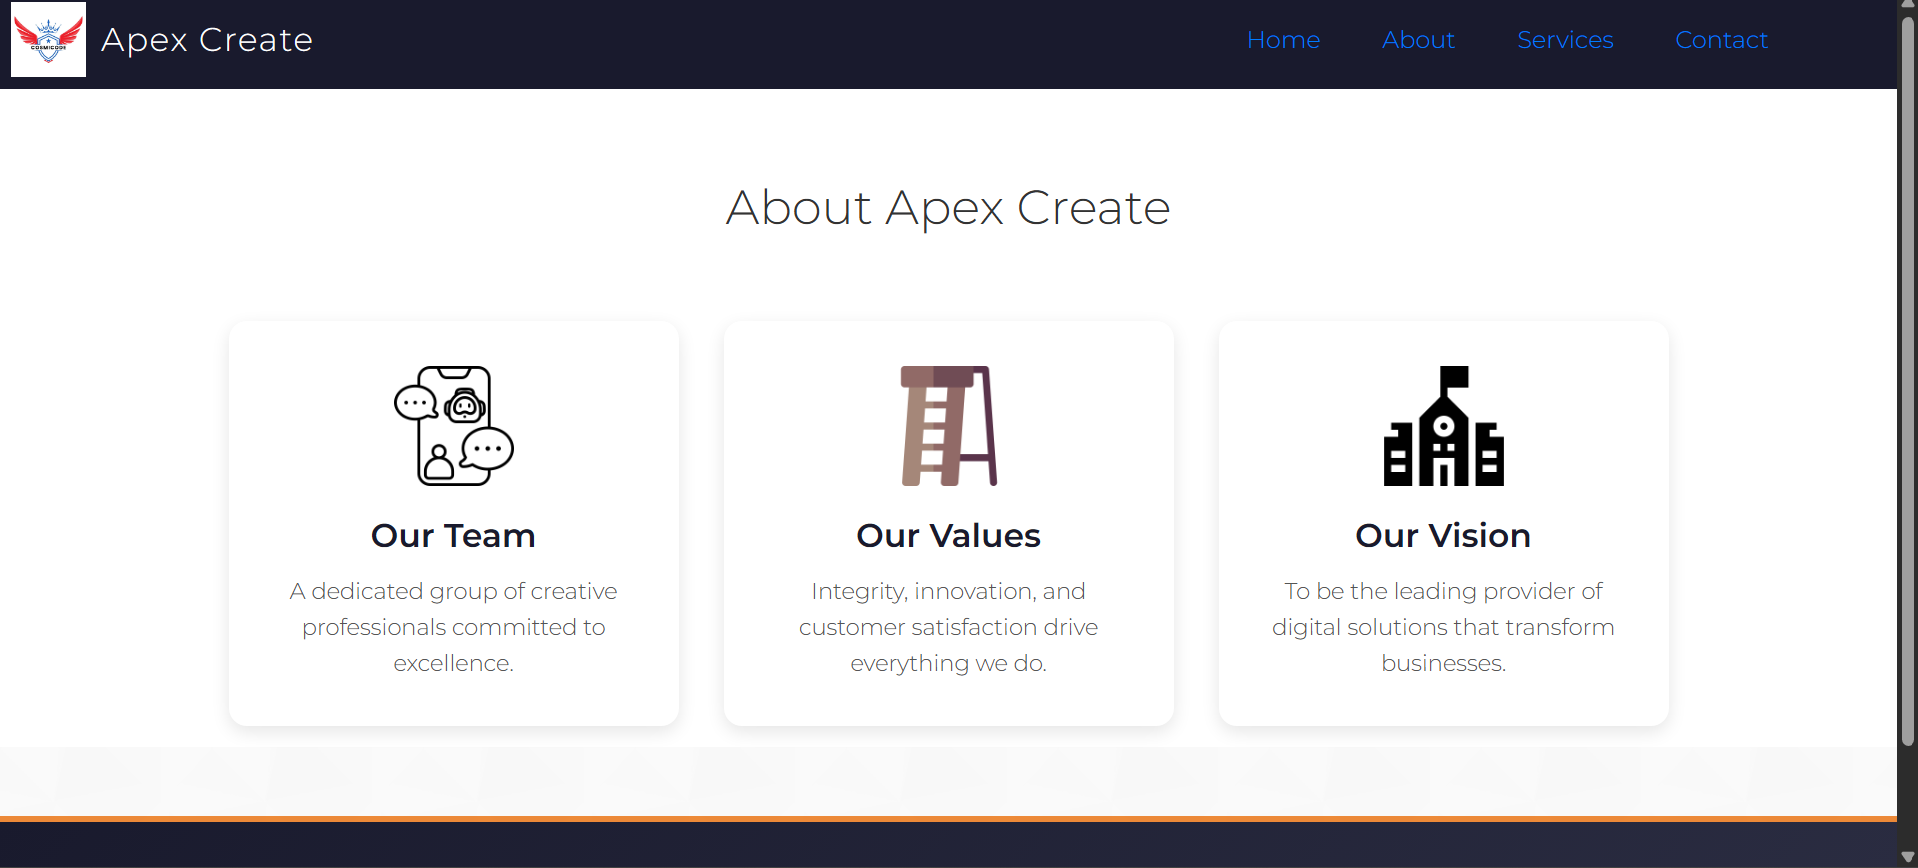 COSMICODE
Apex Create
Home
About
Services
Contact
About Apex Create
Our Team
A dedicated group of creative
professionals committed to
excellence.
Our Values
Integrity, innovation, and
customer satisfaction drive
everything we do.
Our Vision
To be the leading provider of
digital solutions that transform
businesses.